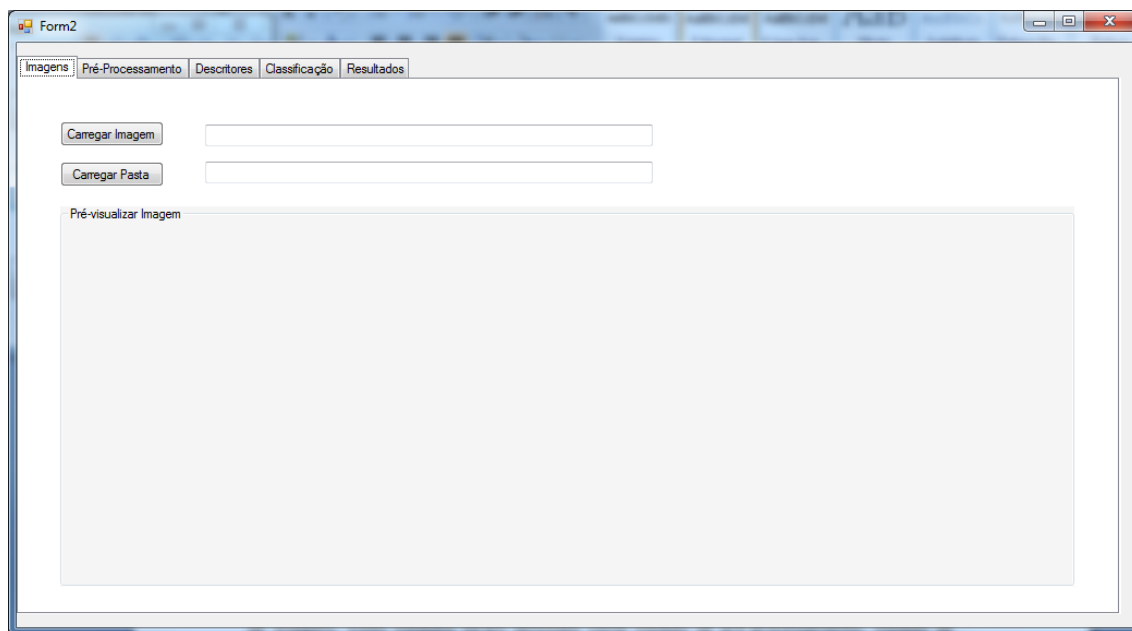 Form2
Imagens Pré-Processamento Descritores Classificação Resultados
Carregar Imagem
Carregar Pasta
Pré-visualizar Imagem